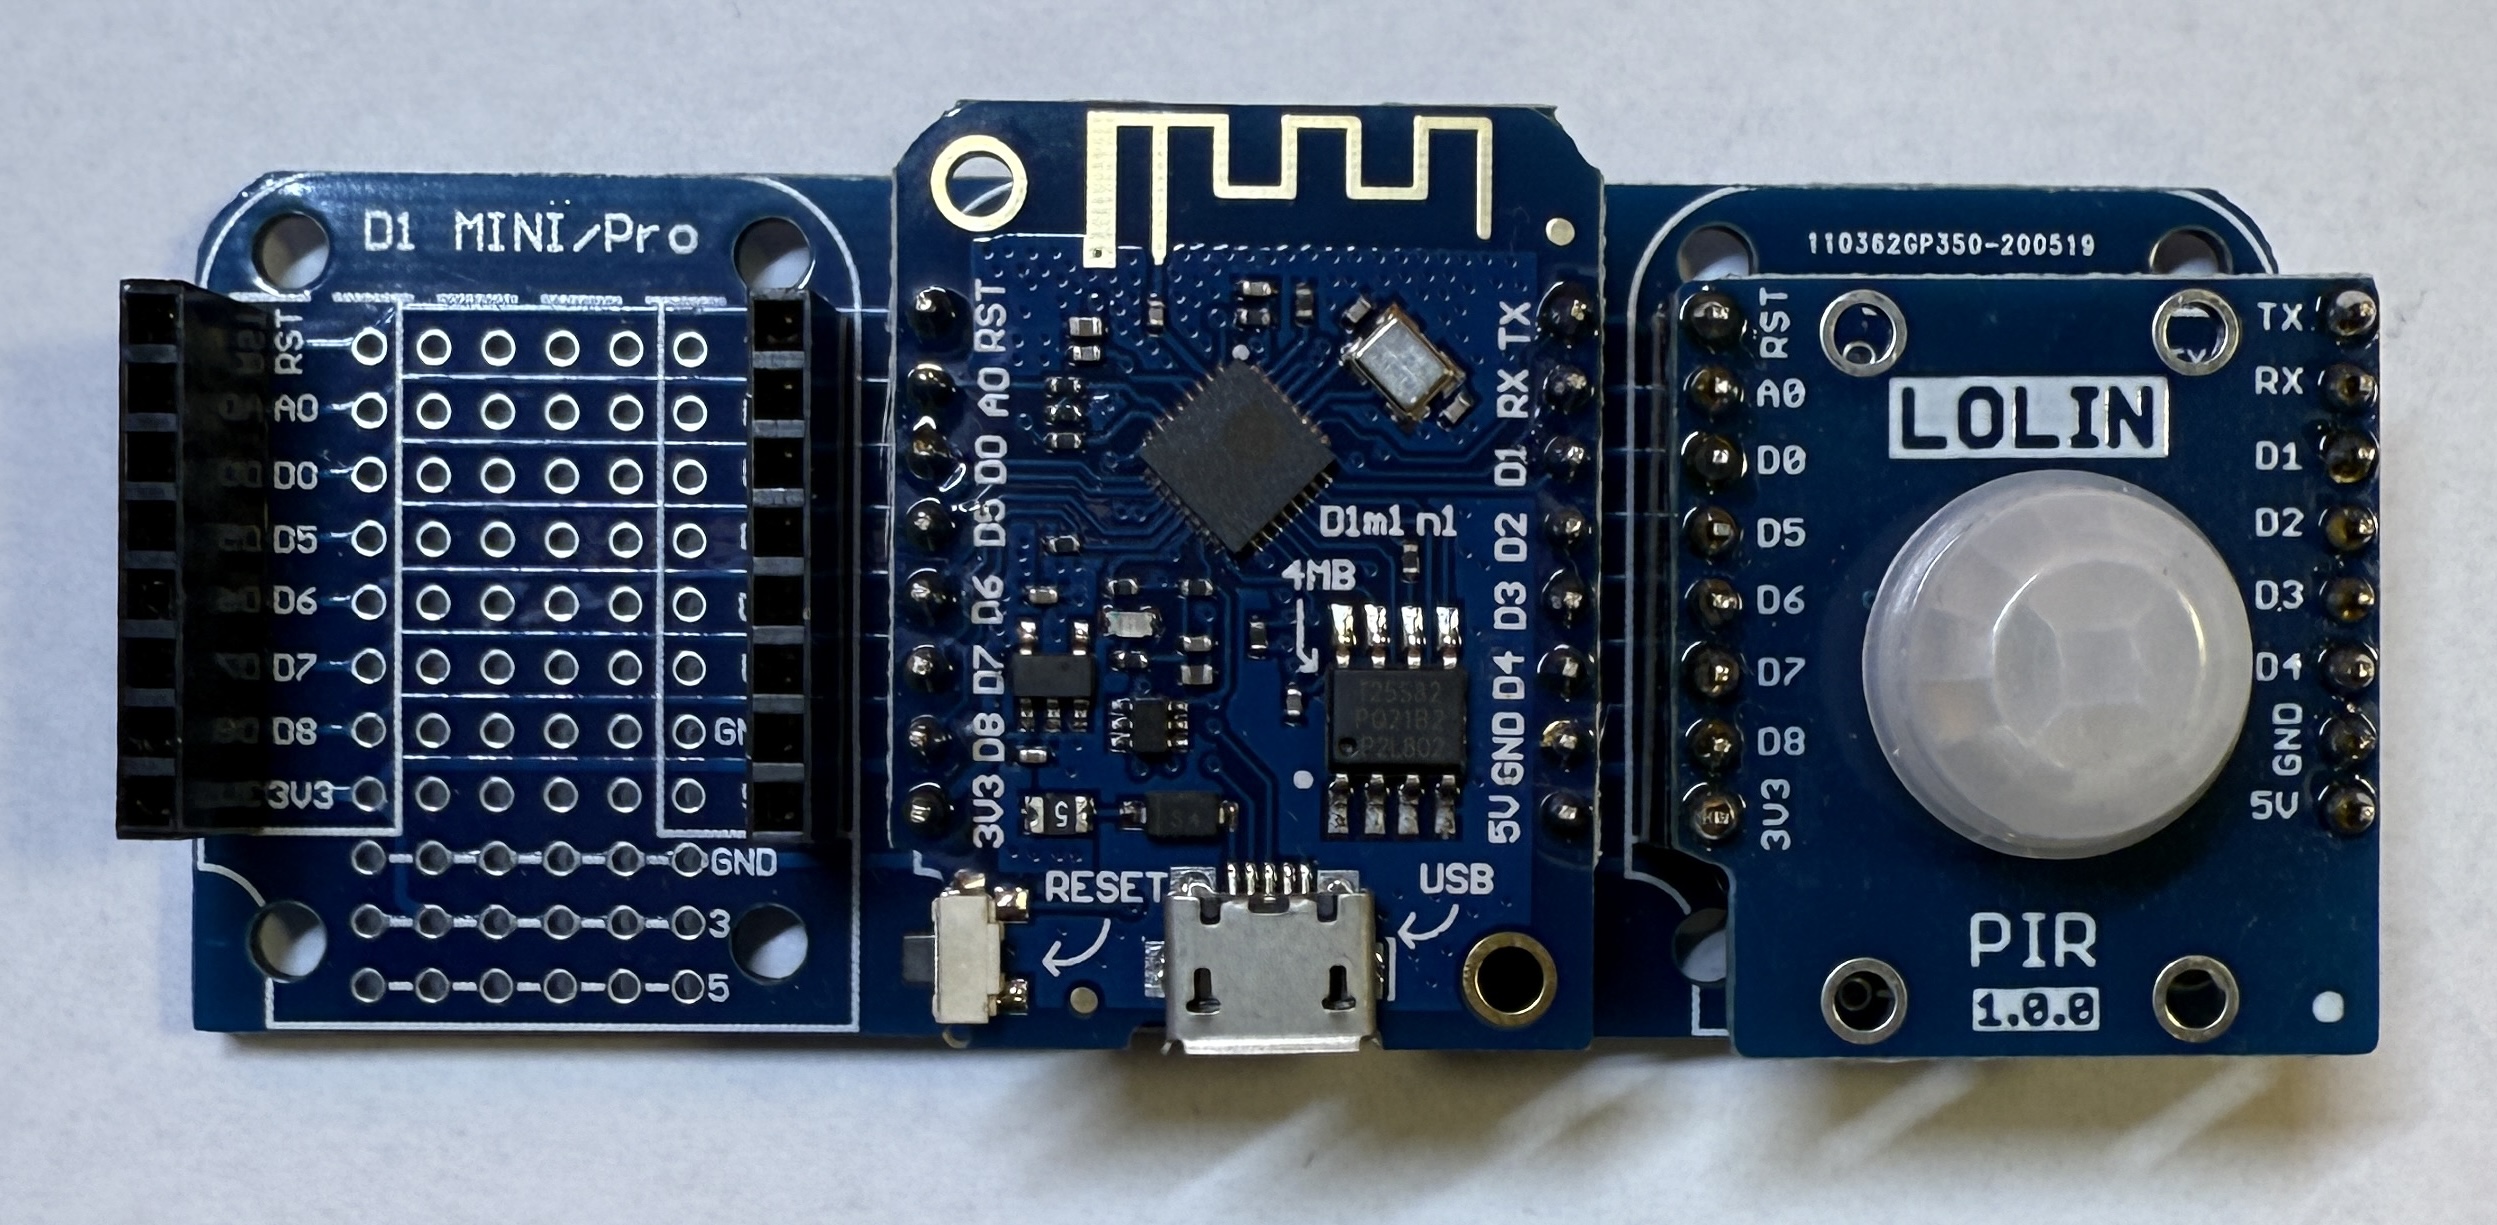 D1 MINI/Pro
RST
A0
D0
D5
D6
D7
D8
3V3
GND
3
5
RST
A0
D0
D5
D6
D7
D8
3V3
TX
RX
D1
D2
D3
D4
GND
5V
D1m1n1
4MB
RESET
USB
110362GP350-200519
RST
A0
D0
D5
D6
D7
D8
3V3
LOLIN
TX
RX
D1
D2
D3
D4
GND
5V
PIR
1.0.0